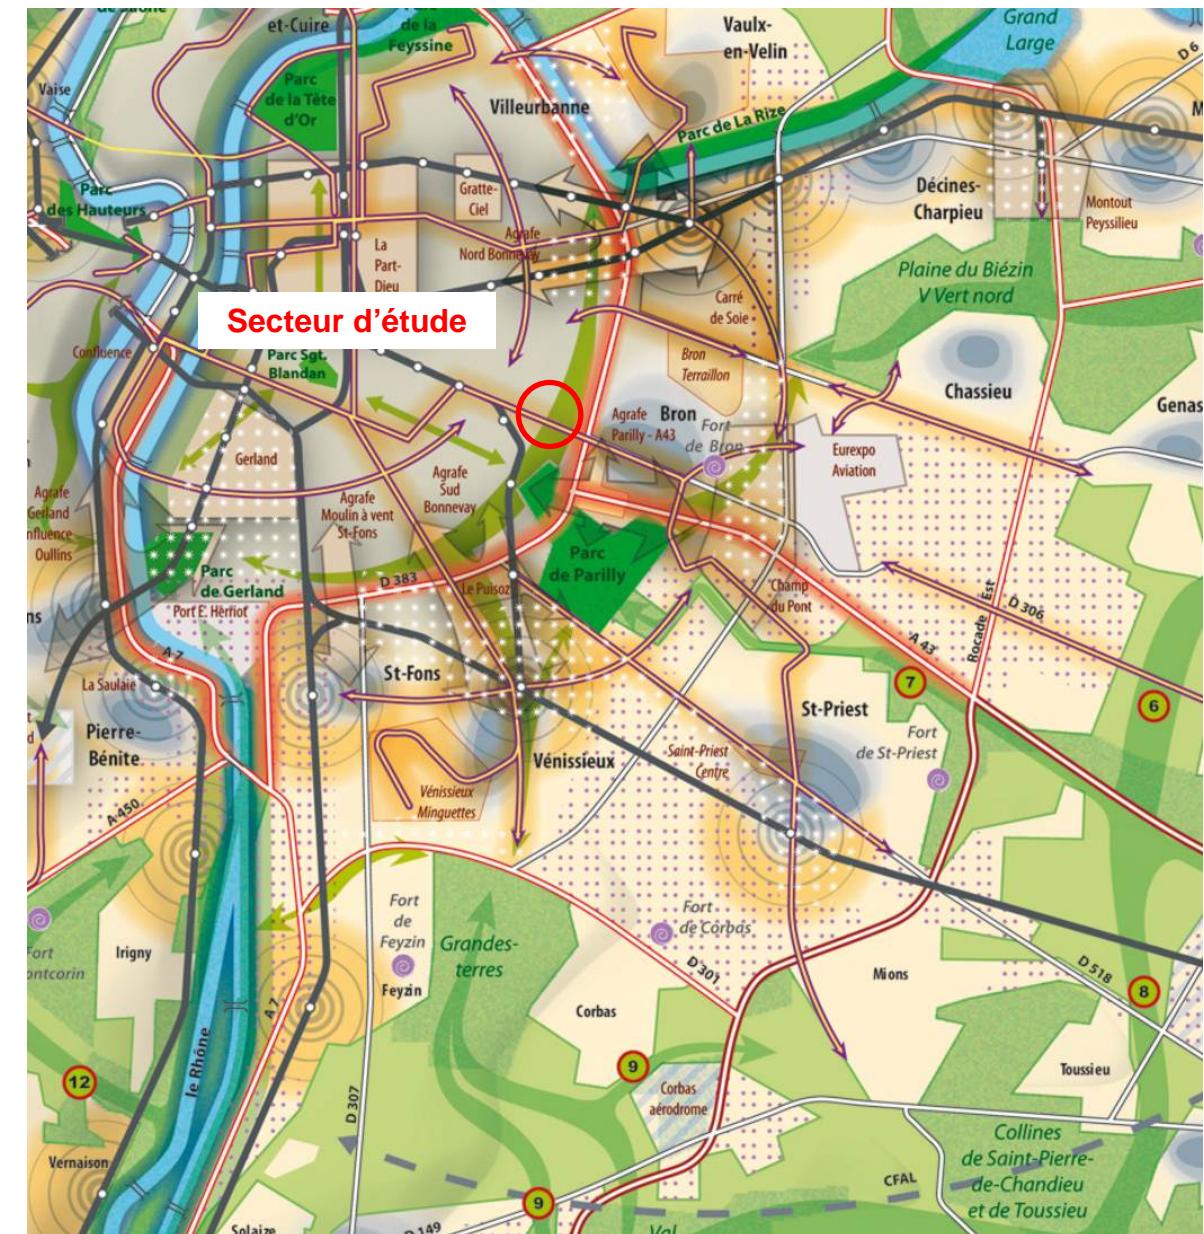 et-Cuire
de la
Feyssine
Vaulx-
en-Velin
Grand
Large
D 6
Vaise
Parc
de la Tête
d'Or
Villeurbanne
Parc de La Rize
Parc
des Hauteurs
Gratte-
Ciel
Décines-
Charpieu
Montout
Peyssilieu
La
Part-
Dieu
Agrafe
Nord Bonnevay
Plaine du Biézin
V Vert nord
Carré
de Soie
Secteur d'étude
Confluence
Parc Sgt.
Blandan
Bron
Terraillon
Chassieu
Genas
Agrafe
Parilly - A43
Bron
Fort
de Bron
Eurexpo
Aviation
Gerland
Agrafe
Sud
Bonnevay
Agrafe
Moulin à vent
St-Fons
Agrafe
Gerland
Oullins
Parc
de Gerland
Port E. Herriot
D 383
Le Puisoz
Parc
de Parilly
Champ
du Pont
Rocade Est
D 306
A 43
A 7
La Saulaie
St-Fons
7
6
St-Priest
Pierre-
Bénite
Fort
de St-Priest
Vénissieux
Saint-Priest
Centre
Vénissieux
Minguettes
A 450
Fort
de
Feyzin
Feyzin
Grandes-
terres
Fort
de Corbas
D 301
Irigny
Mions
D 518
8
A 7
Corbas
le Rhône
12
9
Corbas
aérodrome
Toussieu
D 307
Collines
de Saint-Pierre-
de-Chandieu
et de Toussieu
CFAL
Vernaison
9
Solaize
D 149
Val